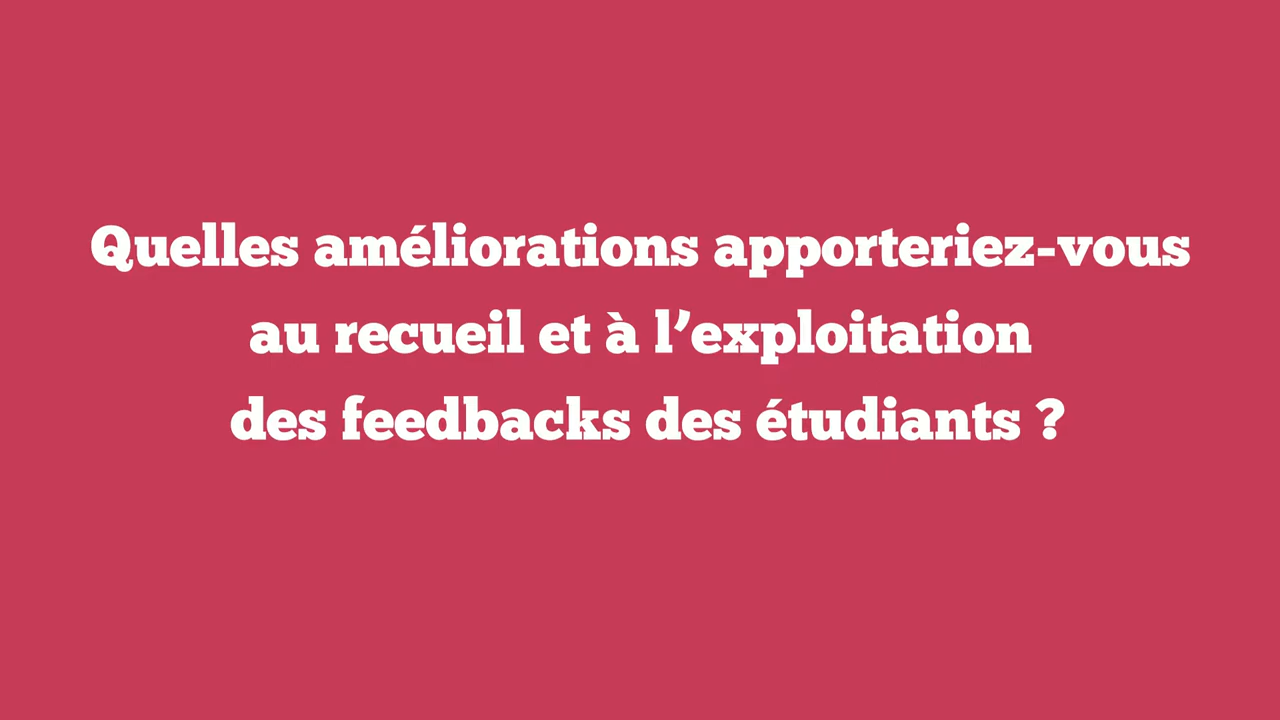 Quelles améliorations apporteriez-vous
au recueil et à l’exploitation
des feedbacks des étudiants ?